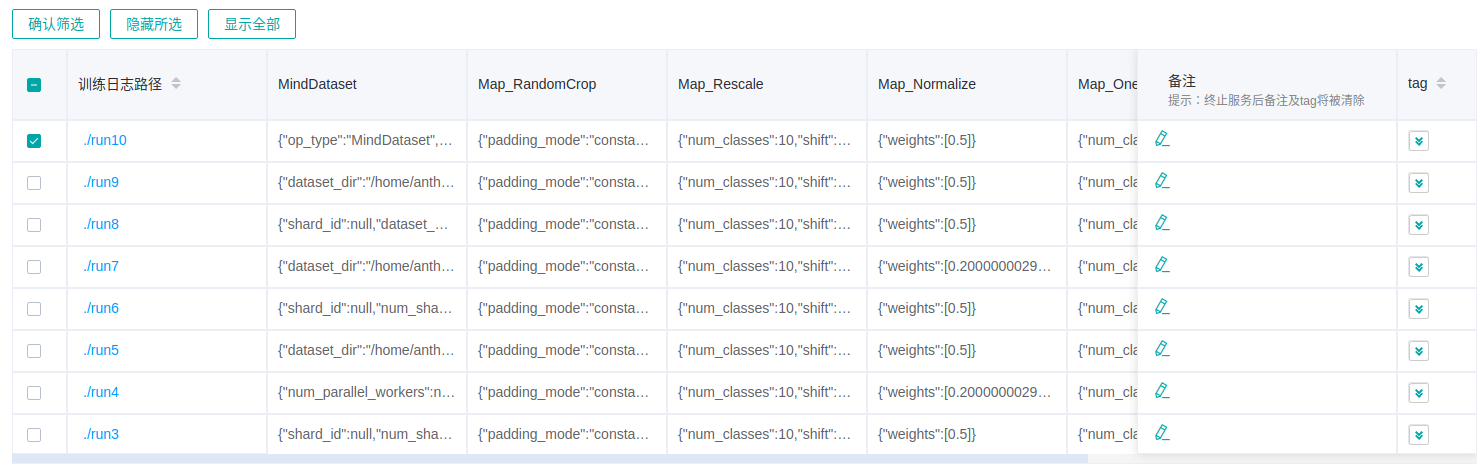 确认筛选 隐藏所选 显示全部
训练日志路径 MindDataset Map_RandomCrop Map_Rescale Map_Normalize Map_One 备注 tag
提示：终止服务后备注及tag将被清除
./run10 {"op_type":"MindDataset",... {"padding_mode":"consta... {"num_classes":10,"shift":... {"weights":[0.5]} {"num_cla
./run9 {"dataset_dir":"/home/anth... {"padding_mode":"consta... {"num_classes":10,"shift":... {"weights":[0.5]} {"num_cla
./run8 {"shard_id":null,"dataset_... {"padding_mode":"consta... {"num_classes":10,"shift":... {"weights":[0.5]} {"num_cla
./run7 {"dataset_dir":"/home/anth... {"padding_mode":"consta... {"num_classes":10,"shift":... {"weights":[0.2000000029... {"num_cla
./run6 {"shard_id":null,"num_sha... {"padding_mode":"consta... {"num_classes":10,"shift":... {"weights":[0.5]} {"num_cla
./run5 {"dataset_dir":"/home/anth... {"padding_mode":"consta... {"num_classes":10,"shift":... {"weights":[0.5]} {"num_cla
./run4 {"num_parallel_workers":n... {"padding_mode":"consta... {"num_classes":10,"shift":... {"weights":[0.2000000029... {"num_cla
./run3 {"shard_id":null,"num_sha... {"padding_mode":"consta... {"num_classes":10,"shift":... {"weights":[0.5]} {"num_cla